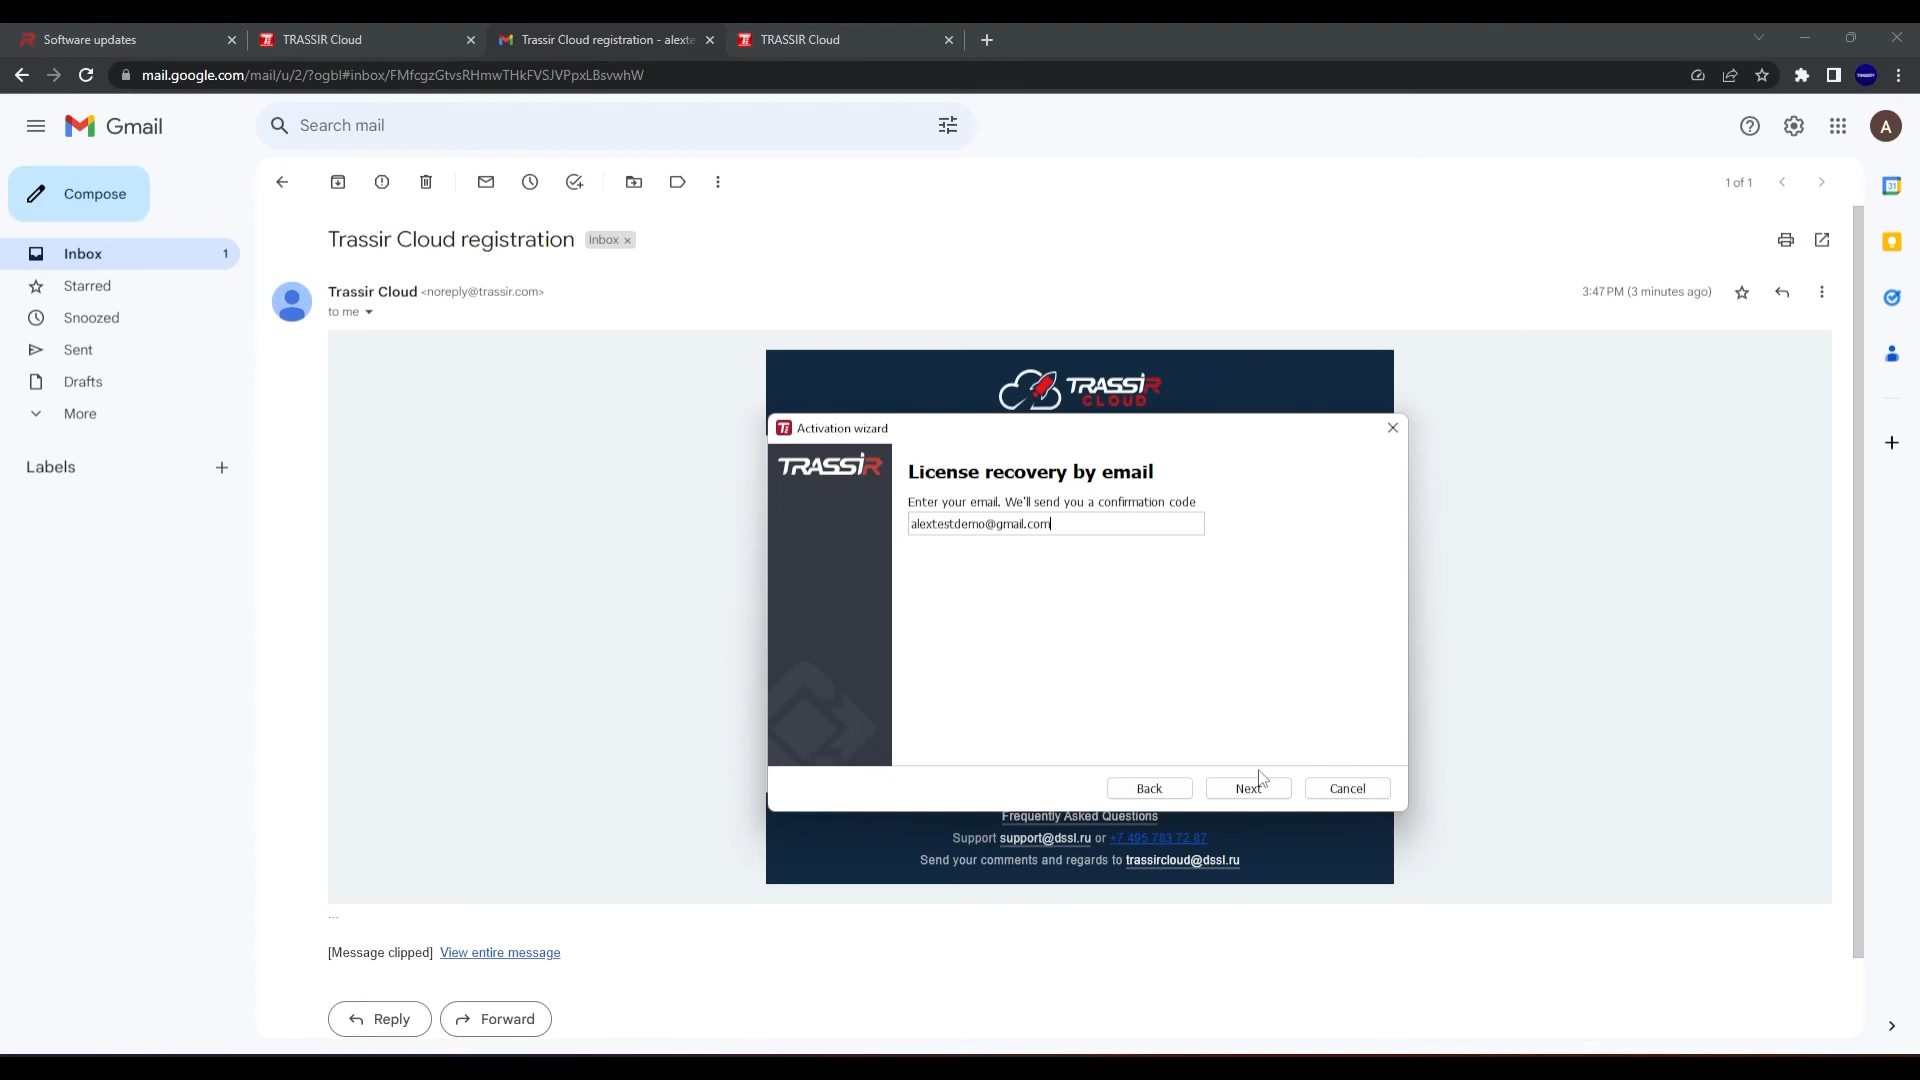 Software updates
TRASSIR Cloud
Trassir Cloud registration - alexte
TRASSIR Cloud
mail.google.com/mail/u/2/?ogbl#inbox/FMfcgzGtvsRHmwTHkFVSJVPpxLBsvwhW
Gmail
Search mail
A
Compose
1 of 1
31
Trassir Cloud registration
Inbox ×
Inbox 1
Starred
Snoozed
Sent
Drafts
More
Labels
Trassir Cloud <noreply@trassir.com>
3:47 PM (3 minutes ago)
to me
TRASSIR
CLOUD
Activation wizard
TRASSIR
License recovery by email
Enter your email. We'll send you a confirmation code
alextestdemo@gmail.com
Back
Next
Cancel
Frequently Asked Questions
Support support@dssl.ru or +7 495 783 72 87
Send your comments and regards to trassircloud@dssl.ru
...
[Message clipped] View entire message
Reply
Forward